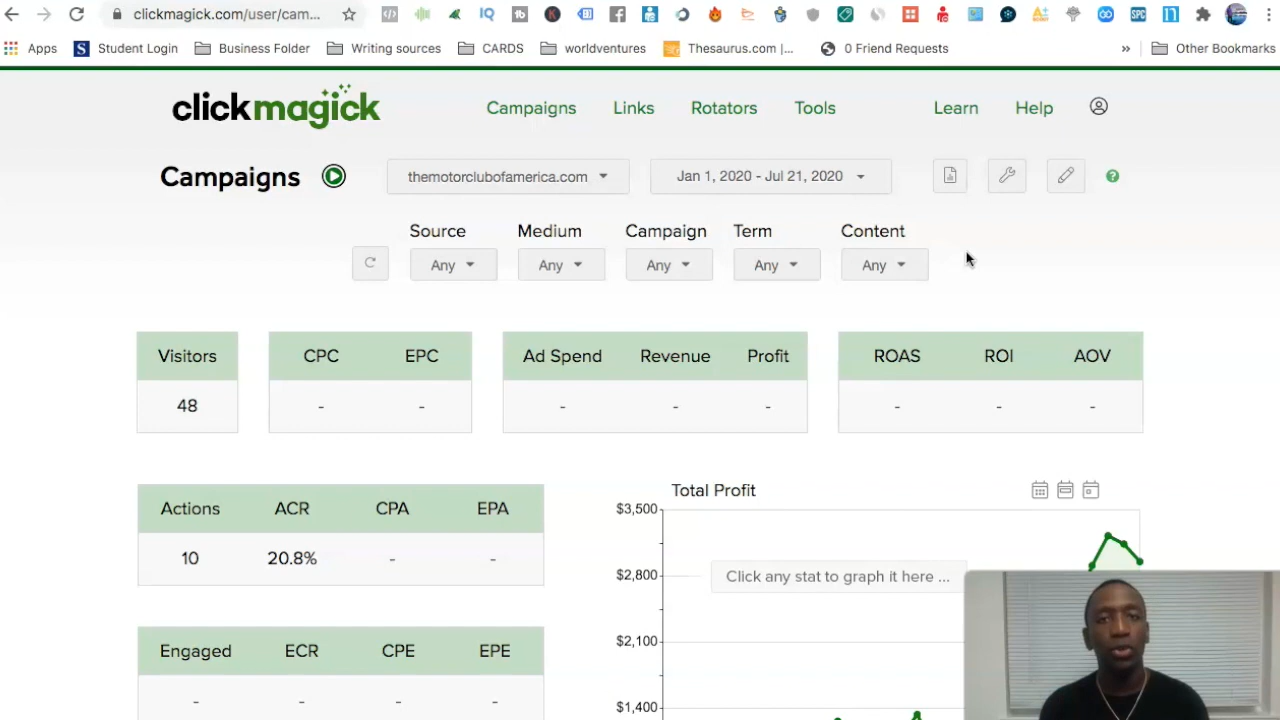 clickmagick.com/user/cam...
Apps Student Login Business Folder Writing sources CARDS worldventures Thesaurus.com |... 0 Friend Requests » Other Bookmarks
clickmagick Campaigns Links Rotators Tools Learn Help
Campaigns themotorclubofamerica.com Jan 1, 2020 - Jul 21, 2020
Source Medium Campaign Term Content
Any Any Any Any Any
Visitors CPC EPC Ad Spend Revenue Profit ROAS ROI AOV
48 - - - - - - - -
Total Profit
Actions ACR CPA EPA
10 20.8% - -
$3,500
$2,800 Click any stat to graph it here ...
$2,100
Engaged ECR CPE EPE
- - - -
$1,400